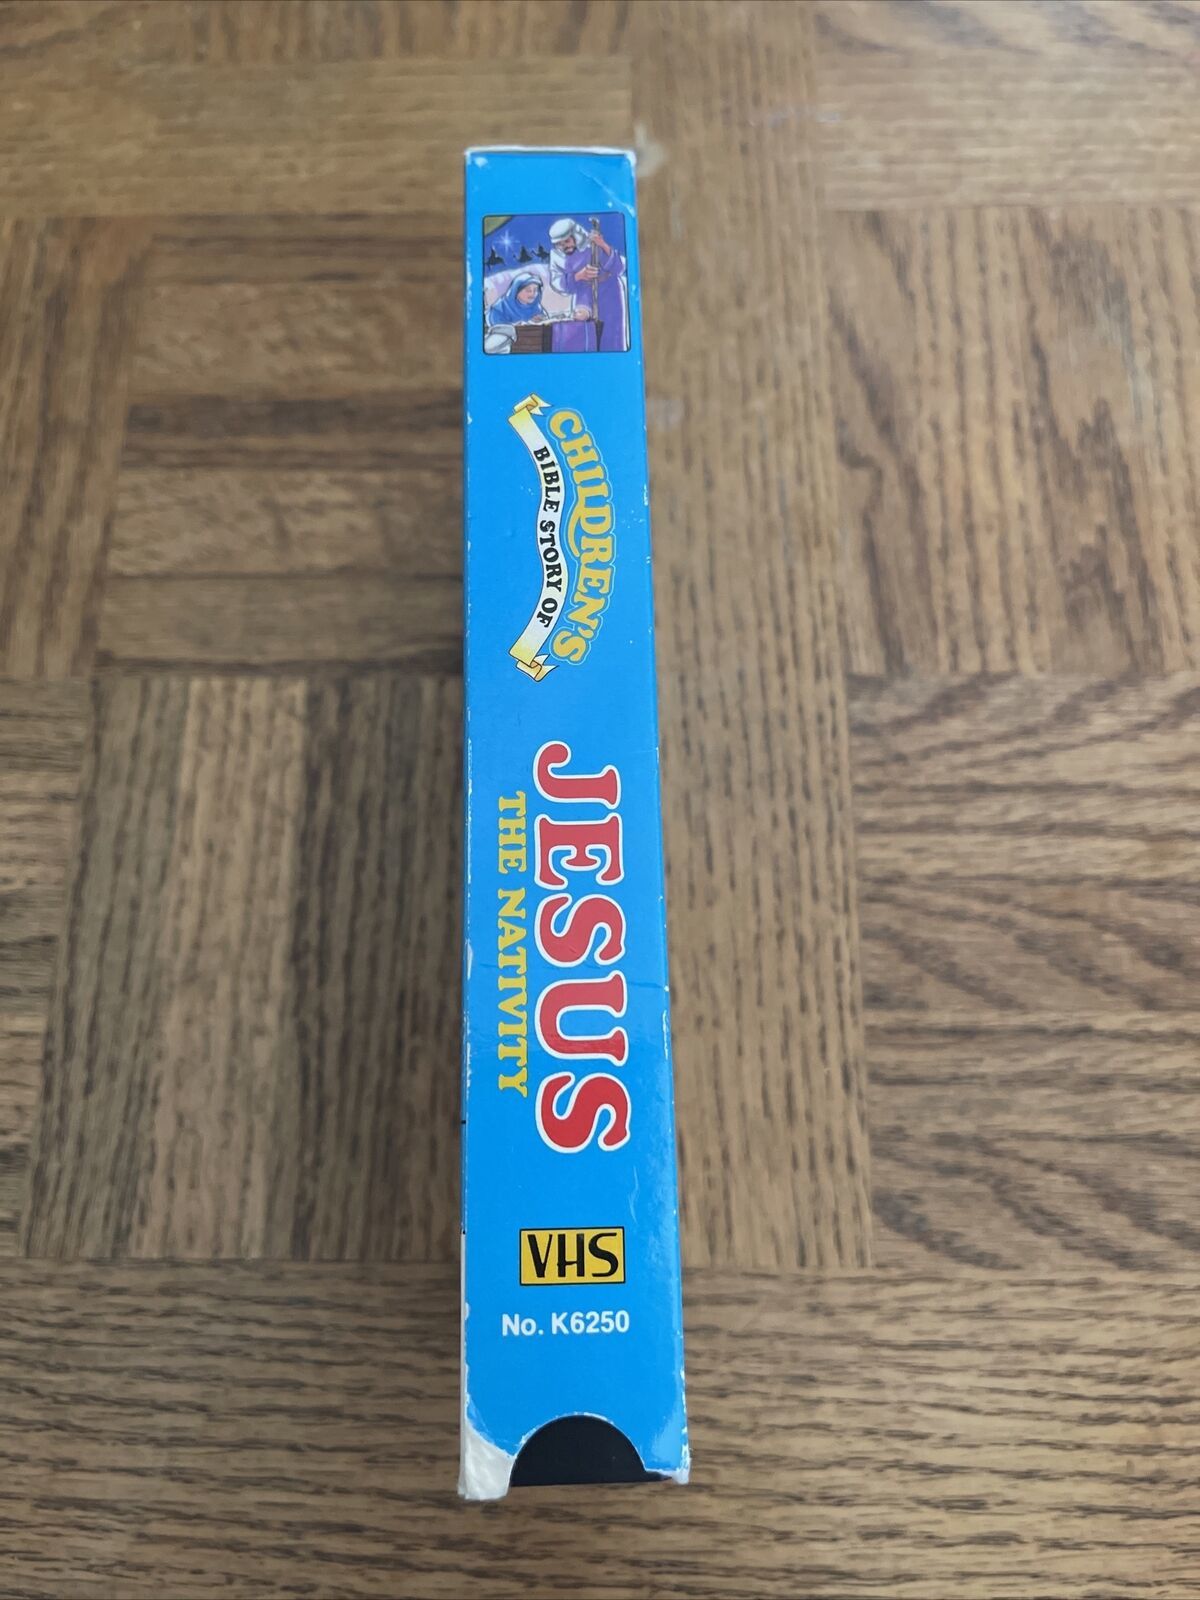 CHILDREN'S
BIBLE STORY OF
JESUS
THE NATIVITY
VHS
No. K6250